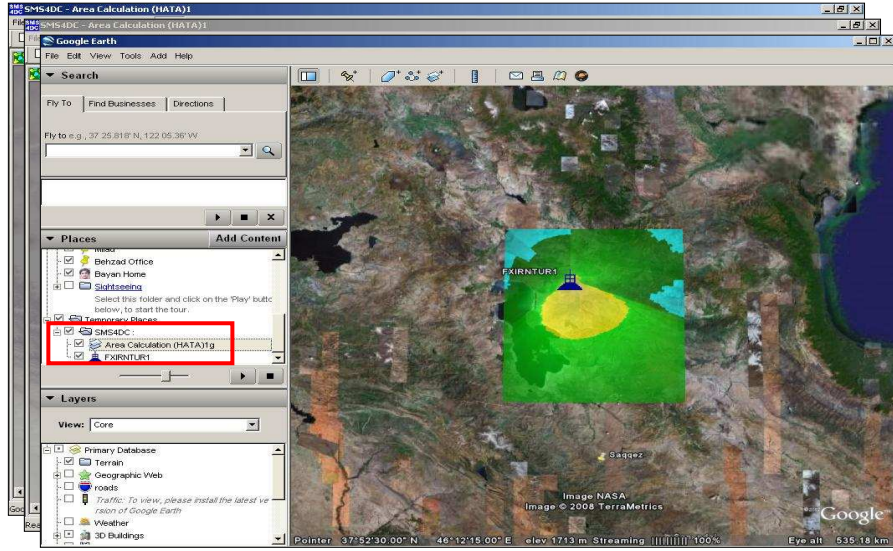 SMS4DC - Area Calculation (HATA)1
SMS4DC - Area Calculation (HATA)1
Google Earth
File Edit View Tools Add Help
Search
Fly To Find Businesses Directions
Fly to e.g., 37 25.818' N, 122 05.36' W
Places Add Content
Behzad Office
Bayan Home
Sightseeing
Select this folder and click on the 'Play' butto
below, to start the tour.
Temporary Places
SMS4DC :
Area Calculation (HATA)1g
FXIRNTUR1
Layers
View: Core
Primary Database
Terrain
Geographic Web
roads
Traffic: To view, please install the latest ve
rsion of Google Earth
Weather
3D Buildings
FXIRNTUR1
Saqqez
Image NASA
Image © 2008 TerraMetrics
Google
Pointer 37°52'30.00" N 46°12'15.00" E elev 1713 m Streaming 100% Eye alt 535.18 km